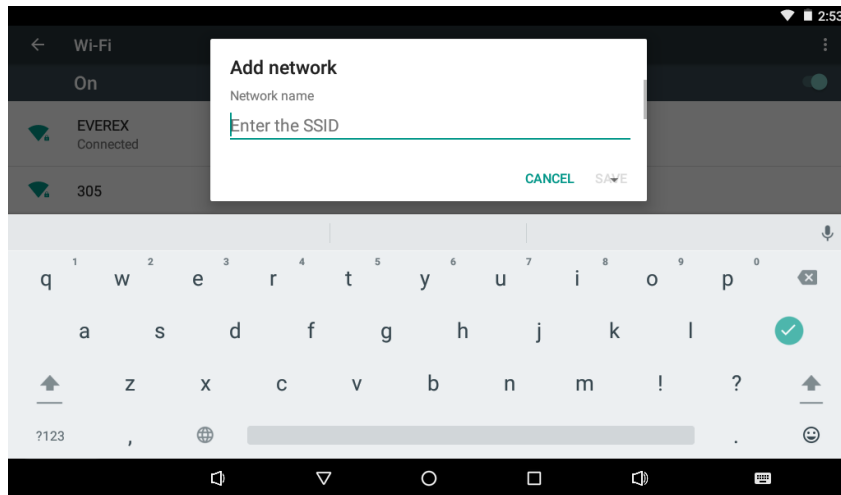 2:53
Wi-Fi
On
EVEREX
Connected
305
Add network
Network name
Enter the SSID
CANCEL SAVE
1 2 3 4 5 6 7 8 9 0
q w e r t y u i o p
a s d f g h j k l
z x c v b n m ! ?
?123 , .